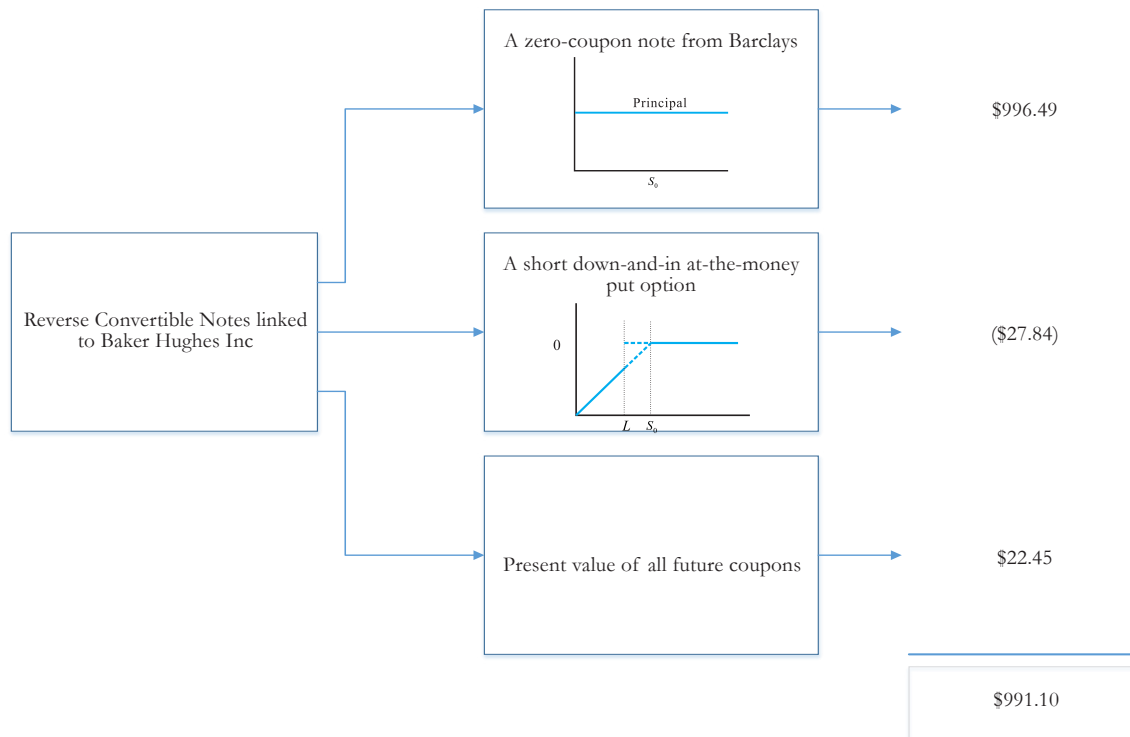 A zero-coupon note from Barclays
Principal
S₀
$996.49
Reverse Convertible Notes linked
to Baker Hughes Inc
A short down-and-in at-the-money
put option
0
L S₀
($27.84)
Present value of all future coupons
$22.45
$991.10